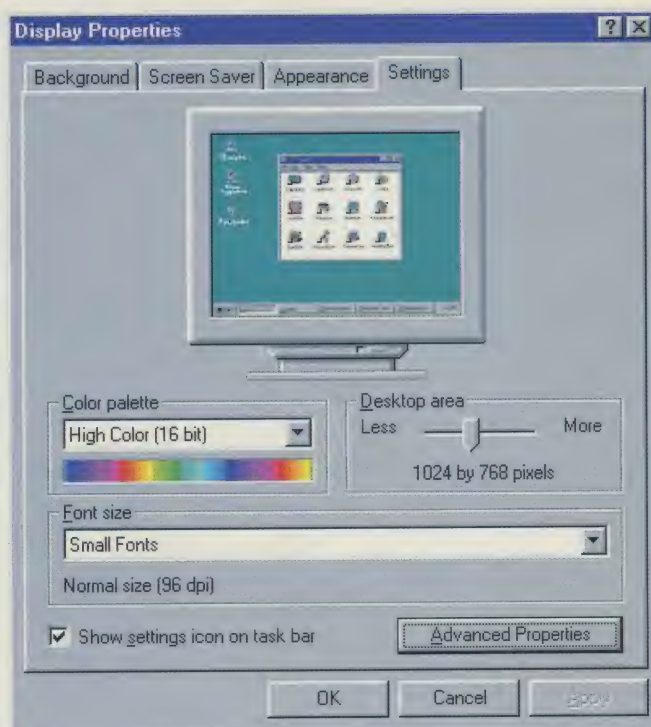 Display Properties
Background Screen Saver Appearance Settings
Color palette
High Color (16 bit)
Desktop area
Less More
1024 by 768 pixels
Font size
Small Fonts
Normal size (96 dpi)
Show settings icon on task bar
Advanced Properties
OK Cancel Apply